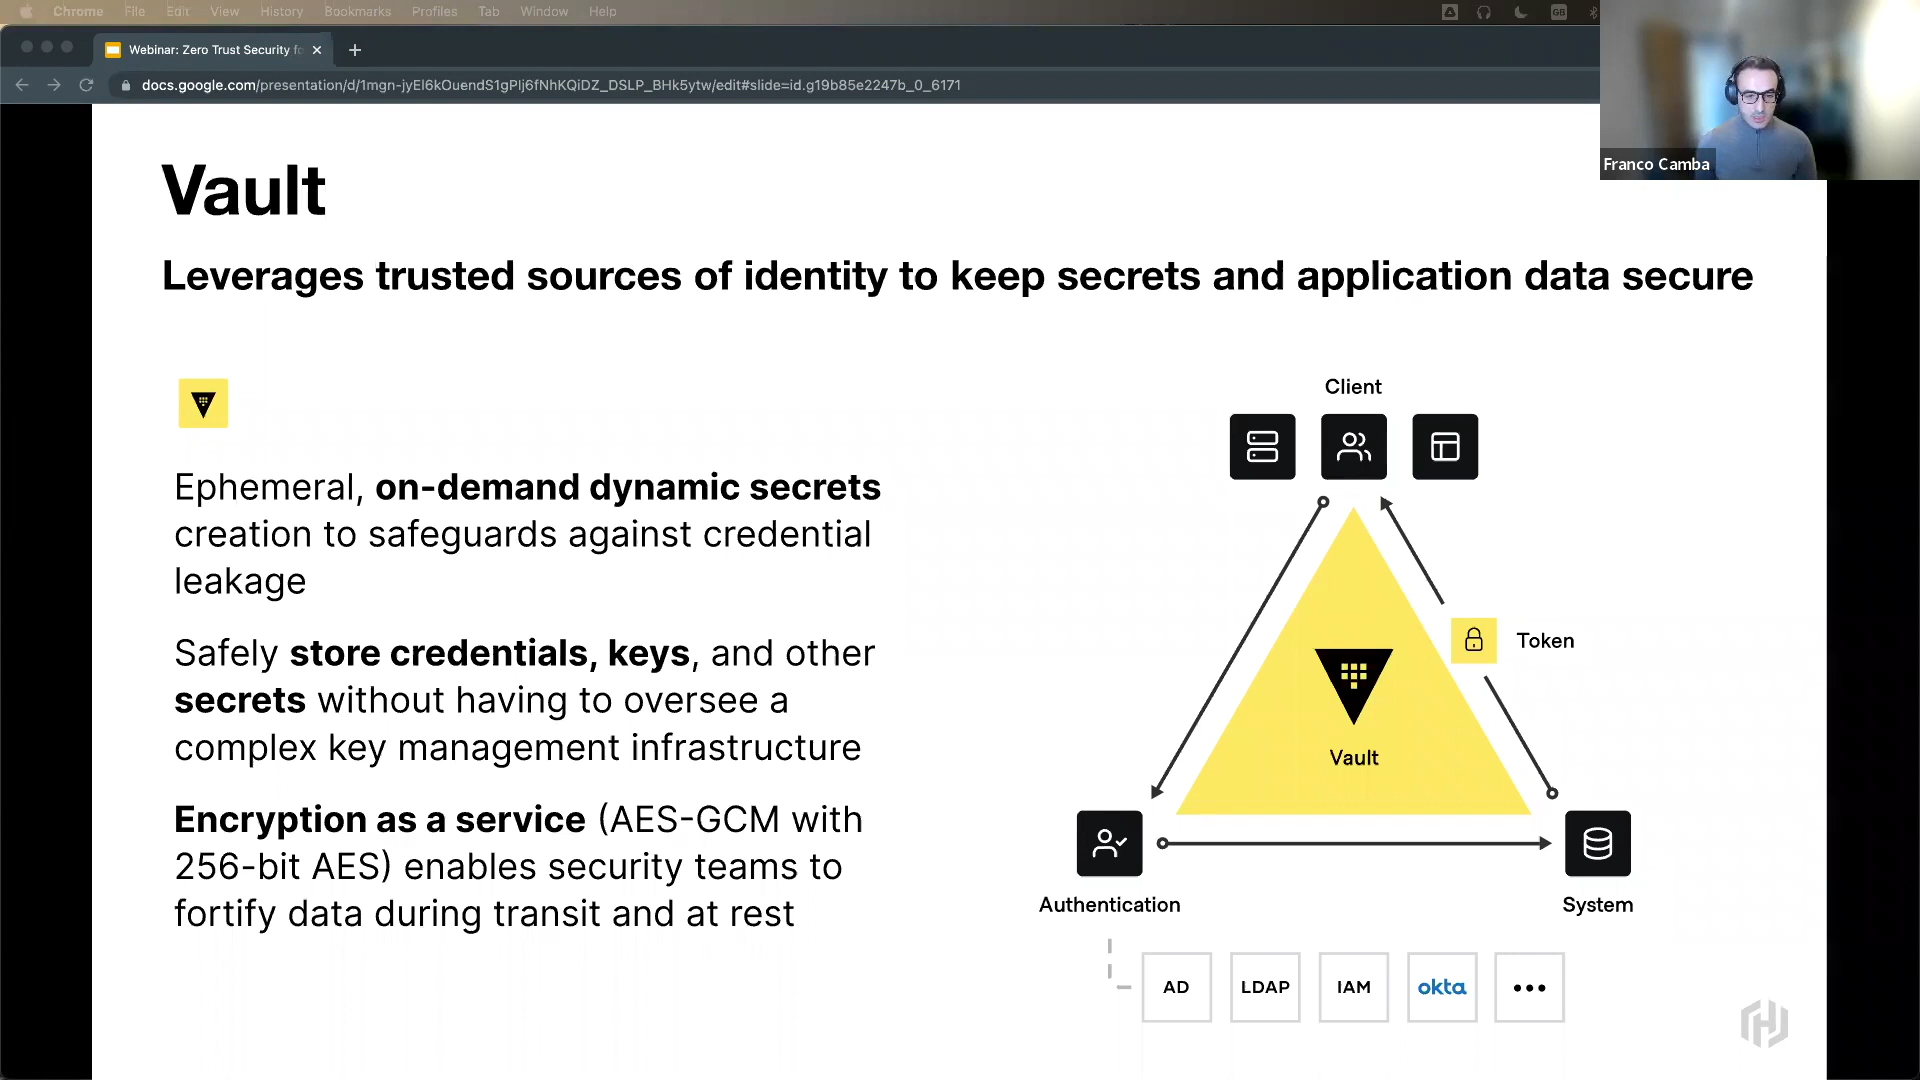 Chrome File Edit View History Bookmarks Profiles Tab Window Help
GB
Webinar: Zero Trust Security fo
docs.google.com/presentation/d/1mgn-jyEl6kOuendS1gPlj6fNhKQiDZ_DSLP_BHk5ytw/edit#slide=id.g19b85e2247b_0_6171
Franco Camba
Vault
Leverages trusted sources of identity to keep secrets and application data secure
Ephemeral, on-demand dynamic secrets
creation to safeguards against credential
leakage
Safely store credentials, keys, and other
secrets without having to oversee a
complex key management infrastructure
Encryption as a service (AES-GCM with
256-bit AES) enables security teams to
fortify data during transit and at rest
Client
Token
Vault
Authentication
System
AD
LDAP
IAM
okta